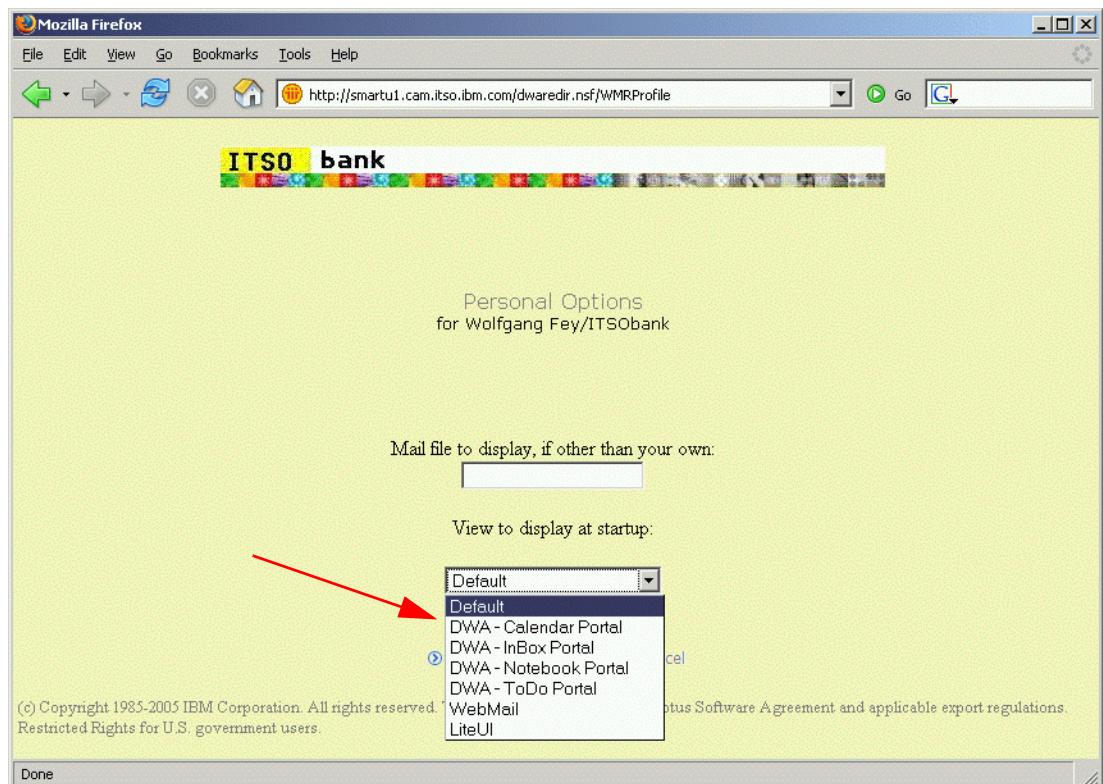 Mozilla Firefox
File Edit View Go Bookmarks Tools Help
http://smartu1.cam.itso.ibm.com/dwaredir.nsf/WMRProfile Go G
ITSO bank
Personal Options
for Wolfgang Fey/ITSObank
Mail file to display, if other than your own:
View to display at startup:
Default
Default
DWA - Calendar Portal
DWA - InBox Portal
cel
DWA - Notebook Portal
DWA - ToDo Portal
WebMail
LiteUI
(c) Copyright 1985-2005 IBM Corporation. All rights reserved. otus Software Agreement and applicable export regulations.
Restricted Rights for U.S. government users.
Done